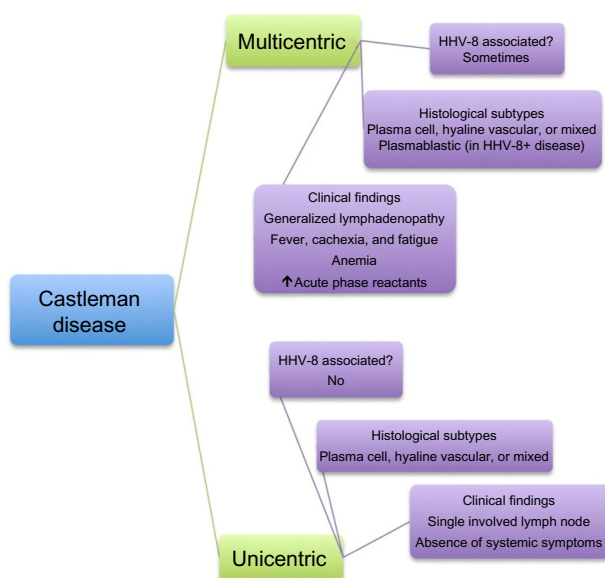 Multicentric
HHV-8 associated?
Sometimes
Histological subtypes
Plasma cell, hyaline vascular, or mixed
Plasmablastic (in HHV-8+ disease)
Clinical findings
Generalized lymphadenopathy
Fever, cachexia, and fatigue
Anemia
↑Acute phase reactants
Castleman
disease
HHV-8 associated?
No
Histological subtypes
Plasma cell, hyaline vascular, or mixed
Clinical findings
Single involved lymph node
Absence of systemic symptoms
Unicentric